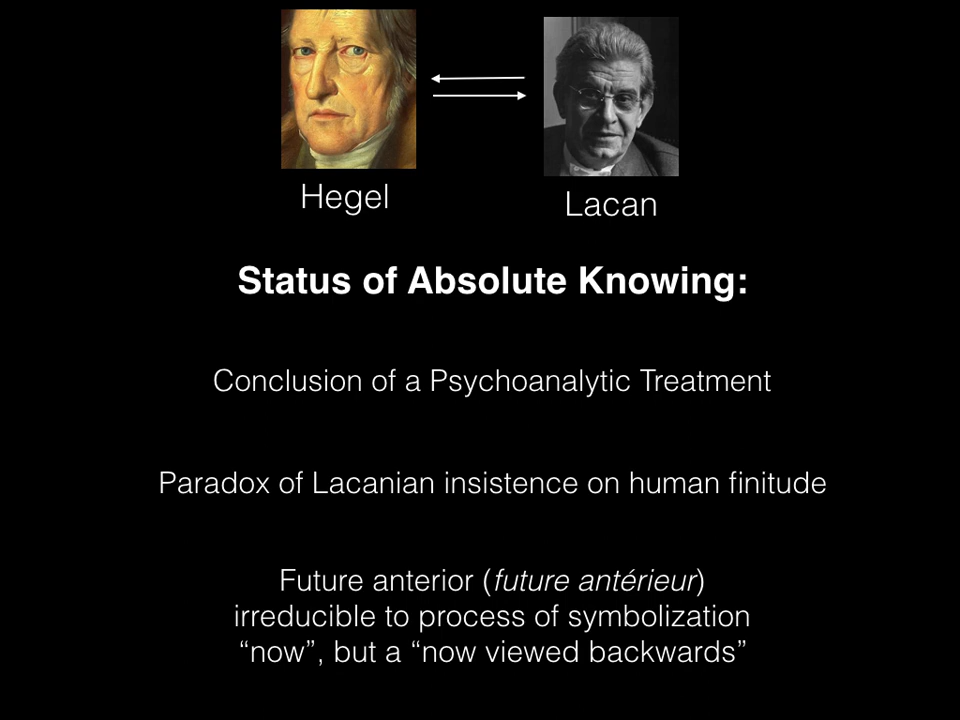 Hegel
Lacan
Status of Absolute Knowing:
Conclusion of a Psychoanalytic Treatment
Paradox of Lacanian insistence on human finitude
Future anterior (future antérieur)
irreducible to process of symbolization
“now”, but a “now viewed backwards”